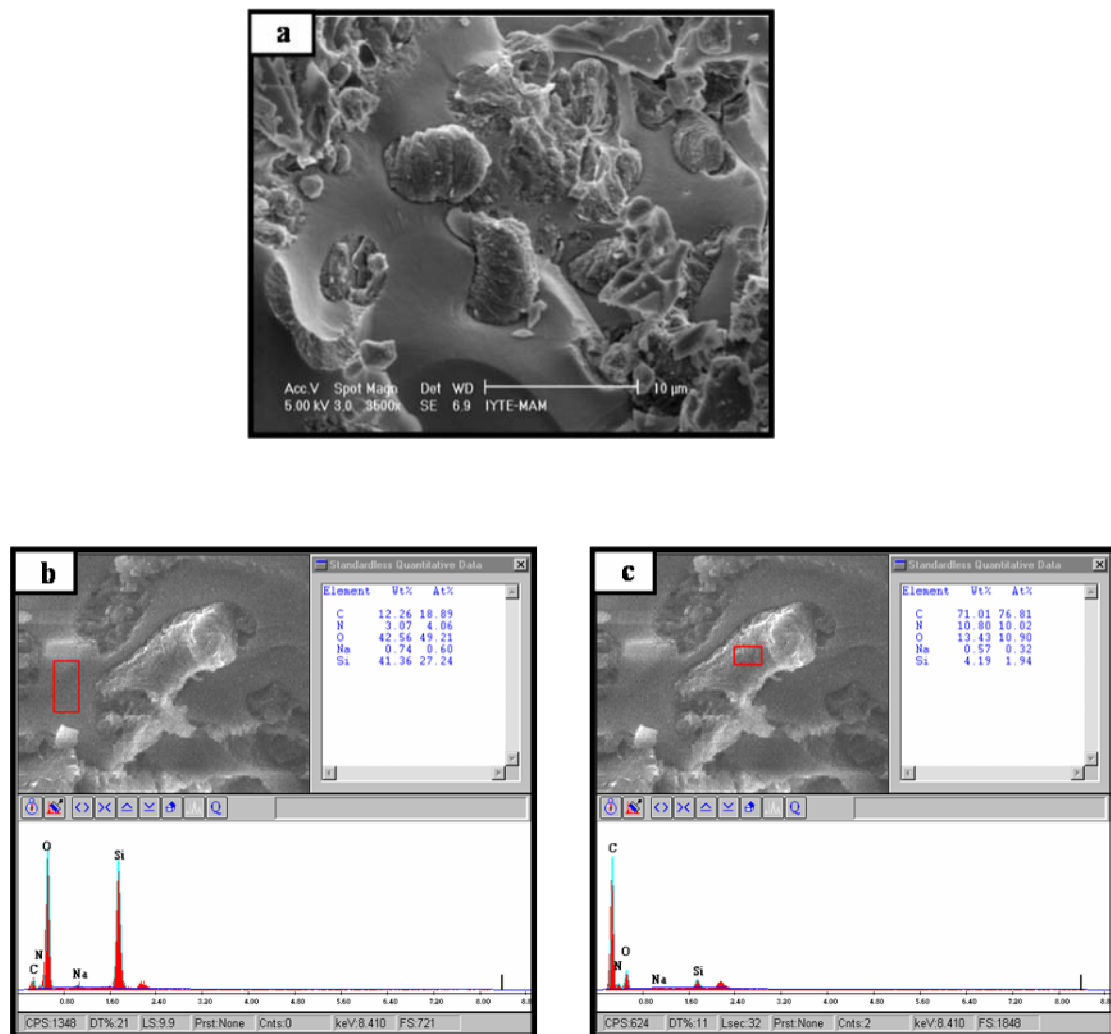 a
Acc.V Spot Magn Det WD 10 µm
5.00 kV 3.0 3500x SE 6.9 IYTE-MAM
b
Standardless Quantitative Data
Element Wt% At%
C 12.26 18.89
N 3.07 4.06
O 42.56 49.21
Na 0.74 0.60
Si 41.36 27.24
Q
O
Si
N
C
Na
0.80 1.60 2.40 3.20 4.00 4.80 5.60 6.40 7.20 8.00 8.8
CPS:1348 DT%:21 LS:9.9 Prst:None Cnts:0 keV:8.410 FS:721
c
Standardless Quantitative Data
Element Wt% At%
C 71.01 76.81
N 10.80 10.02
O 13.43 10.90
Na 0.57 0.32
Si 4.19 1.94
Q
C
O
N
Na
Si
0.80 1.60 2.40 3.20 4.00 4.80 5.60 6.40 7.20 8.00 8.8
CPS:624 DT%:11 Lsec:32 Prst:None Cnts:2 keV:8.410 FS:1848